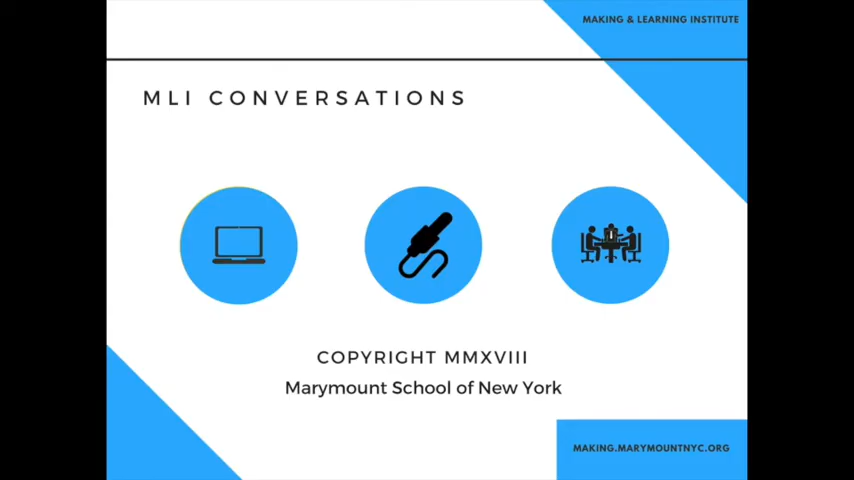 MAKING & LEARNING INSTITUTE
MLI CONVERSATIONS
COPYRIGHT MMXVIII
Marymount School of New York
MAKING.MARYMOUNTNYC.ORG